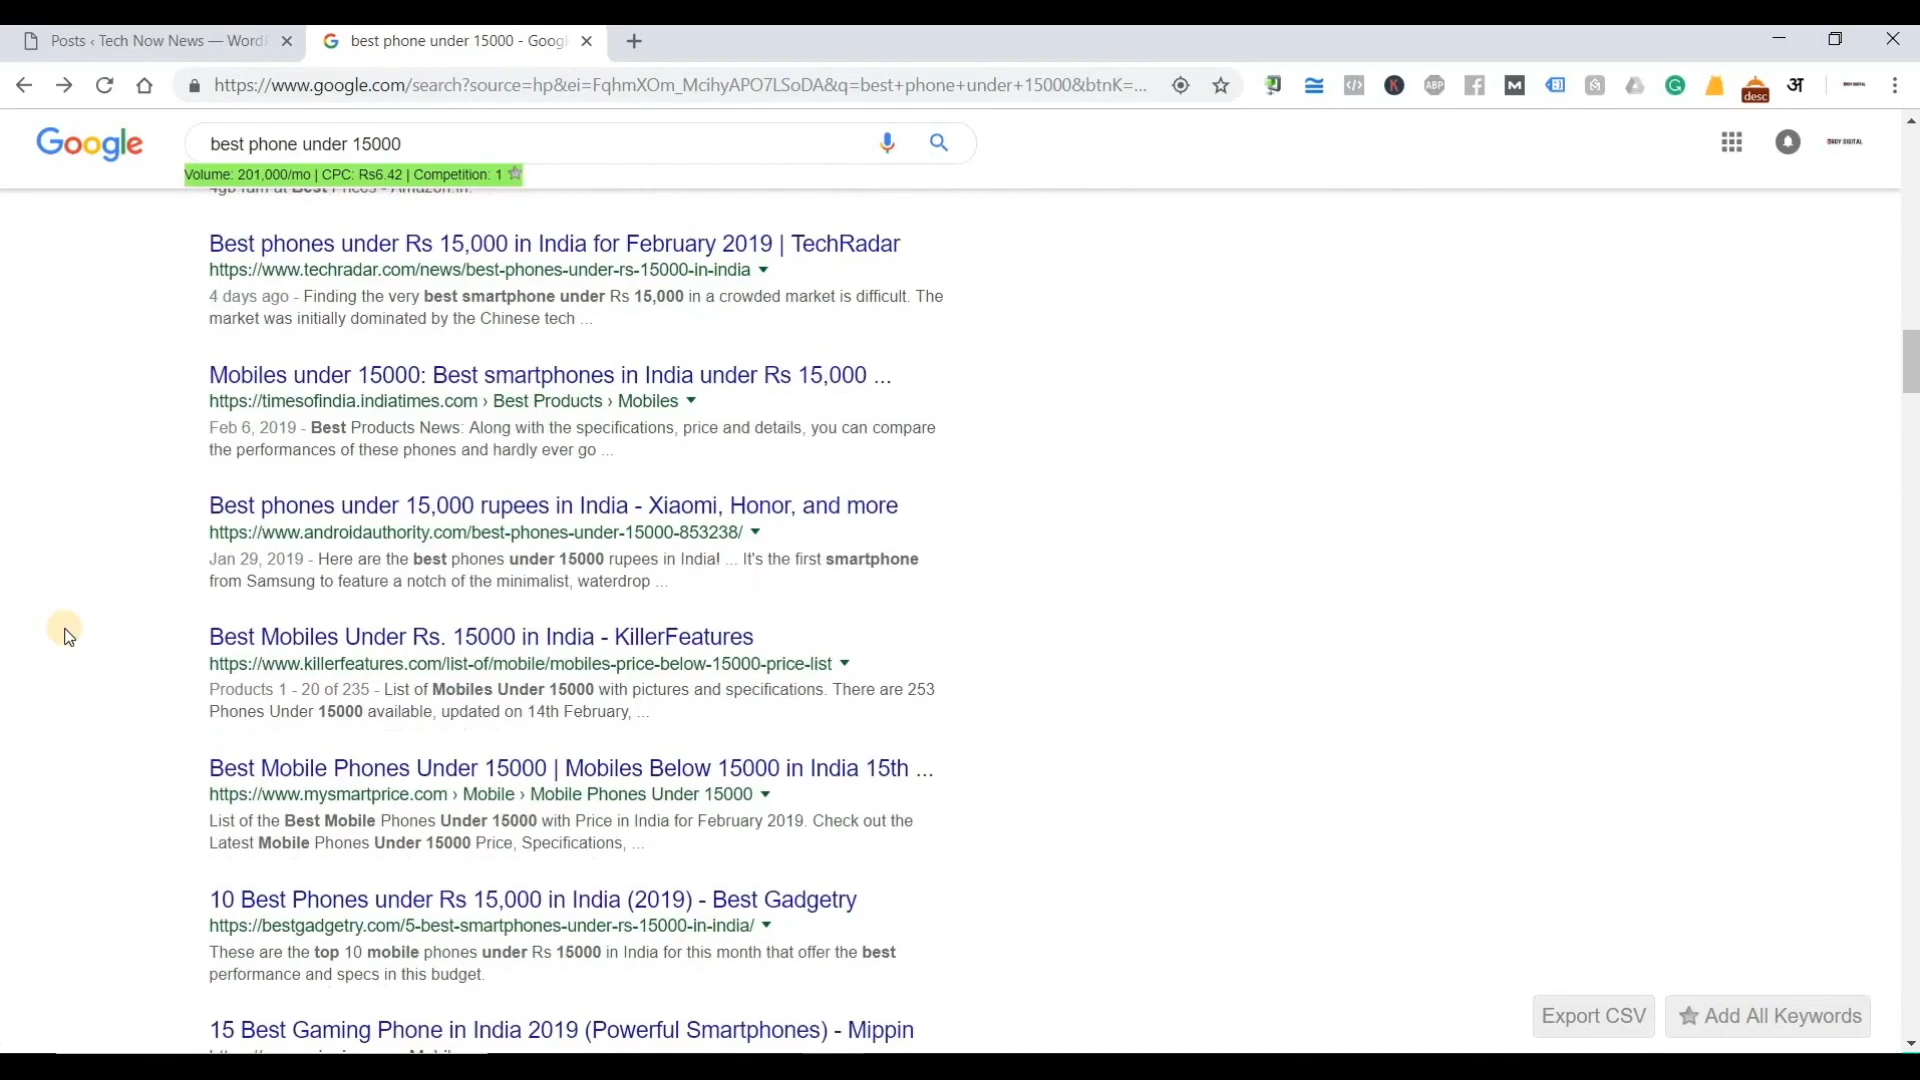 Posts ‹ Tech Now News — WordP
best phone under 15000 - Googl
https://www.google.com/search?source=hp&ei=FqhmXOm_McihyAPO7LSoDA&q=best+phone+under+15000&btnK=...
ABP
desc
अ
Google
best phone under 15000
Volume: 201,000/mo | CPC: Rs6.42 | Competition: 1
4gb ram at Best Prices - Amazon.in.
Best phones under Rs 15,000 in India for February 2019 | TechRadar
https://www.techradar.com/news/best-phones-under-rs-15000-in-india
4 days ago - Finding the very best smartphone under Rs 15,000 in a crowded market is difficult. The
market was initially dominated by the Chinese tech ...
Mobiles under 15000: Best smartphones in India under Rs 15,000 ...
https://timesofindia.indiatimes.com › Best Products › Mobiles
Feb 6, 2019 - Best Products News: Along with the specifications, price and details, you can compare
the performances of these phones and hardly ever go ...
Best phones under 15,000 rupees in India - Xiaomi, Honor, and more
https://www.androidauthority.com/best-phones-under-15000-853238/
Jan 29, 2019 - Here are the best phones under 15000 rupees in India! ... It's the first smartphone
from Samsung to feature a notch of the minimalist, waterdrop ...
Best Mobiles Under Rs. 15000 in India - KillerFeatures
https://www.killerfeatures.com/list-of/mobile/mobiles-price-below-15000-price-list
Products 1 - 20 of 235 - List of Mobiles Under 15000 with pictures and specifications. There are 253
Phones Under 15000 available, updated on 14th February, ...
Best Mobile Phones Under 15000 | Mobiles Below 15000 in India 15th ...
https://www.mysmartprice.com › Mobile › Mobile Phones Under 15000
List of the Best Mobile Phones Under 15000 with Price in India for February 2019. Check out the
Latest Mobile Phones Under 15000 Price, Specifications, ...
10 Best Phones under Rs 15,000 in India (2019) - Best Gadgetry
https://bestgadgetry.com/5-best-smartphones-under-rs-15000-in-india/
These are the top 10 mobile phones under Rs 15000 in India for this month that offer the best
performance and specs in this budget.
Export CSV
Add All Keywords
15 Best Gaming Phone in India 2019 (Powerful Smartphones) - Mippin